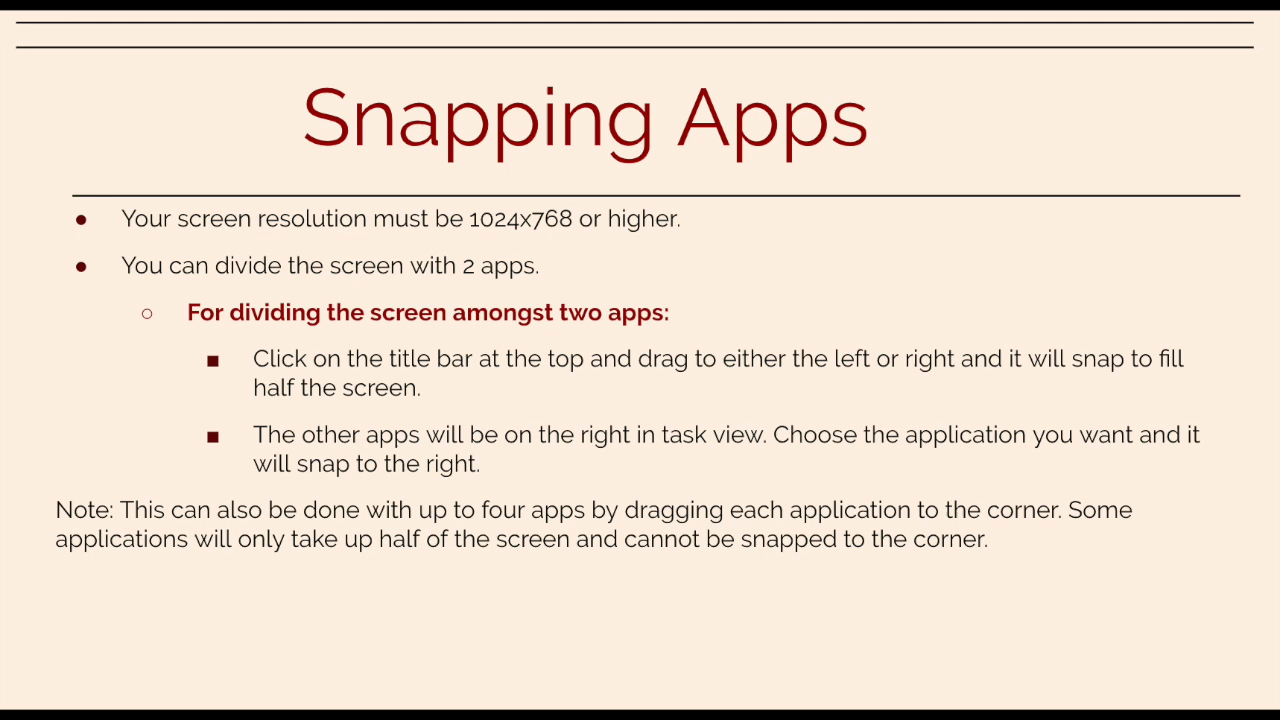 Snapping Apps
● Your screen resolution must be 1024x768 or higher.
● You can divide the screen with 2 apps.
○ For dividing the screen amongst two apps:
■ Click on the title bar at the top and drag to either the left or right and it will snap to fill
half the screen.
■ The other apps will be on the right in task view. Choose the application you want and it
will snap to the right.
Note: This can also be done with up to four apps by dragging each application to the corner. Some
applications will only take up half of the screen and cannot be snapped to the corner.